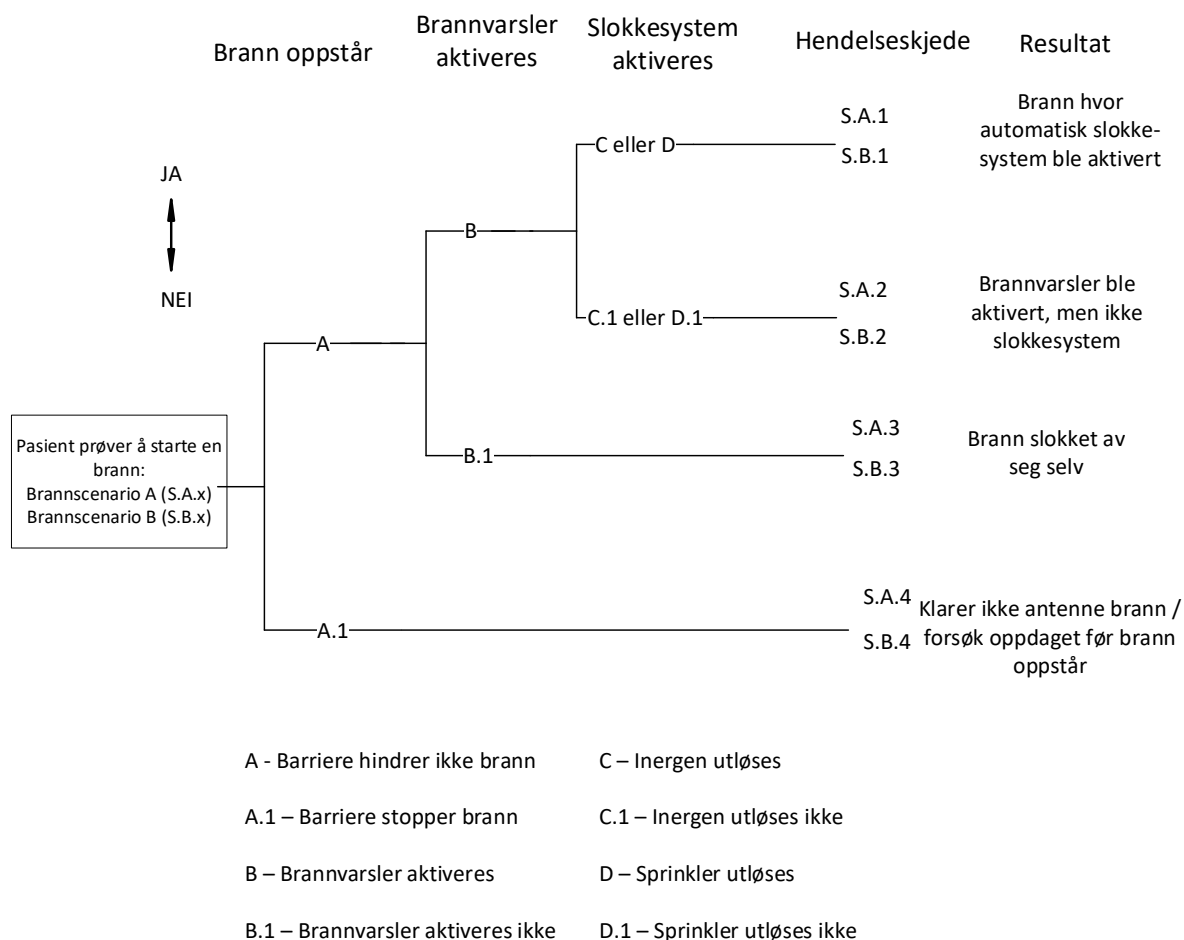 Brann oppstår
Brannvarsler
aktiveres
Slokkesystem
aktiveres
Hendelseskjede
Resultat
JA
NEI
Pasient prøver å starte en
brann:
Brannscenario A (S.A.x)
Brannscenario B (S.B.x)
A
A.1
B
B.1
C eller D
C.1 eller D.1
S.A.1
S.B.1
Brann hvor
automatisk slokke-
system ble aktivert
S.A.2
S.B.2
Brannvarsler ble
aktivert, men ikke
slokkesystem
S.A.3
S.B.3
Brann slokket av
seg selv
S.A.4
S.B.4
Klarer ikke antenne brann /
forsøk oppdaget før brann
oppstår
A - Barriere hindrer ikke brann
A.1 – Barriere stopper brann
B – Brannvarsler aktiveres
B.1 – Brannvarsler aktiveres ikke
C – Inergen utløses
C.1 – Inergen utløses ikke
D – Sprinkler utløses
D.1 – Sprinkler utløses ikke